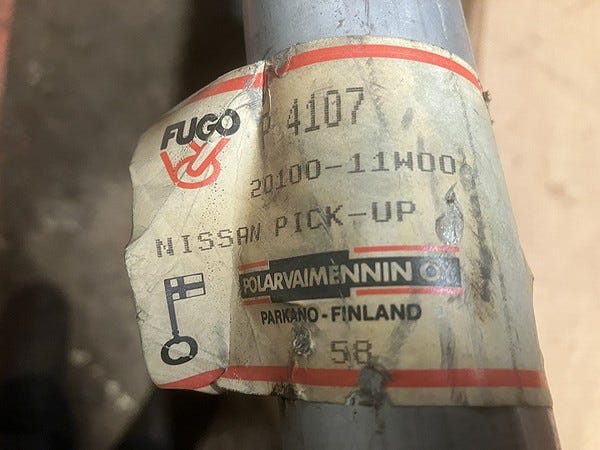 FUGO
P 4107
20100-11W00
NISSAN PICK-UP
POLARVAIMENNIN OY
PARKANO-FINLAND
58